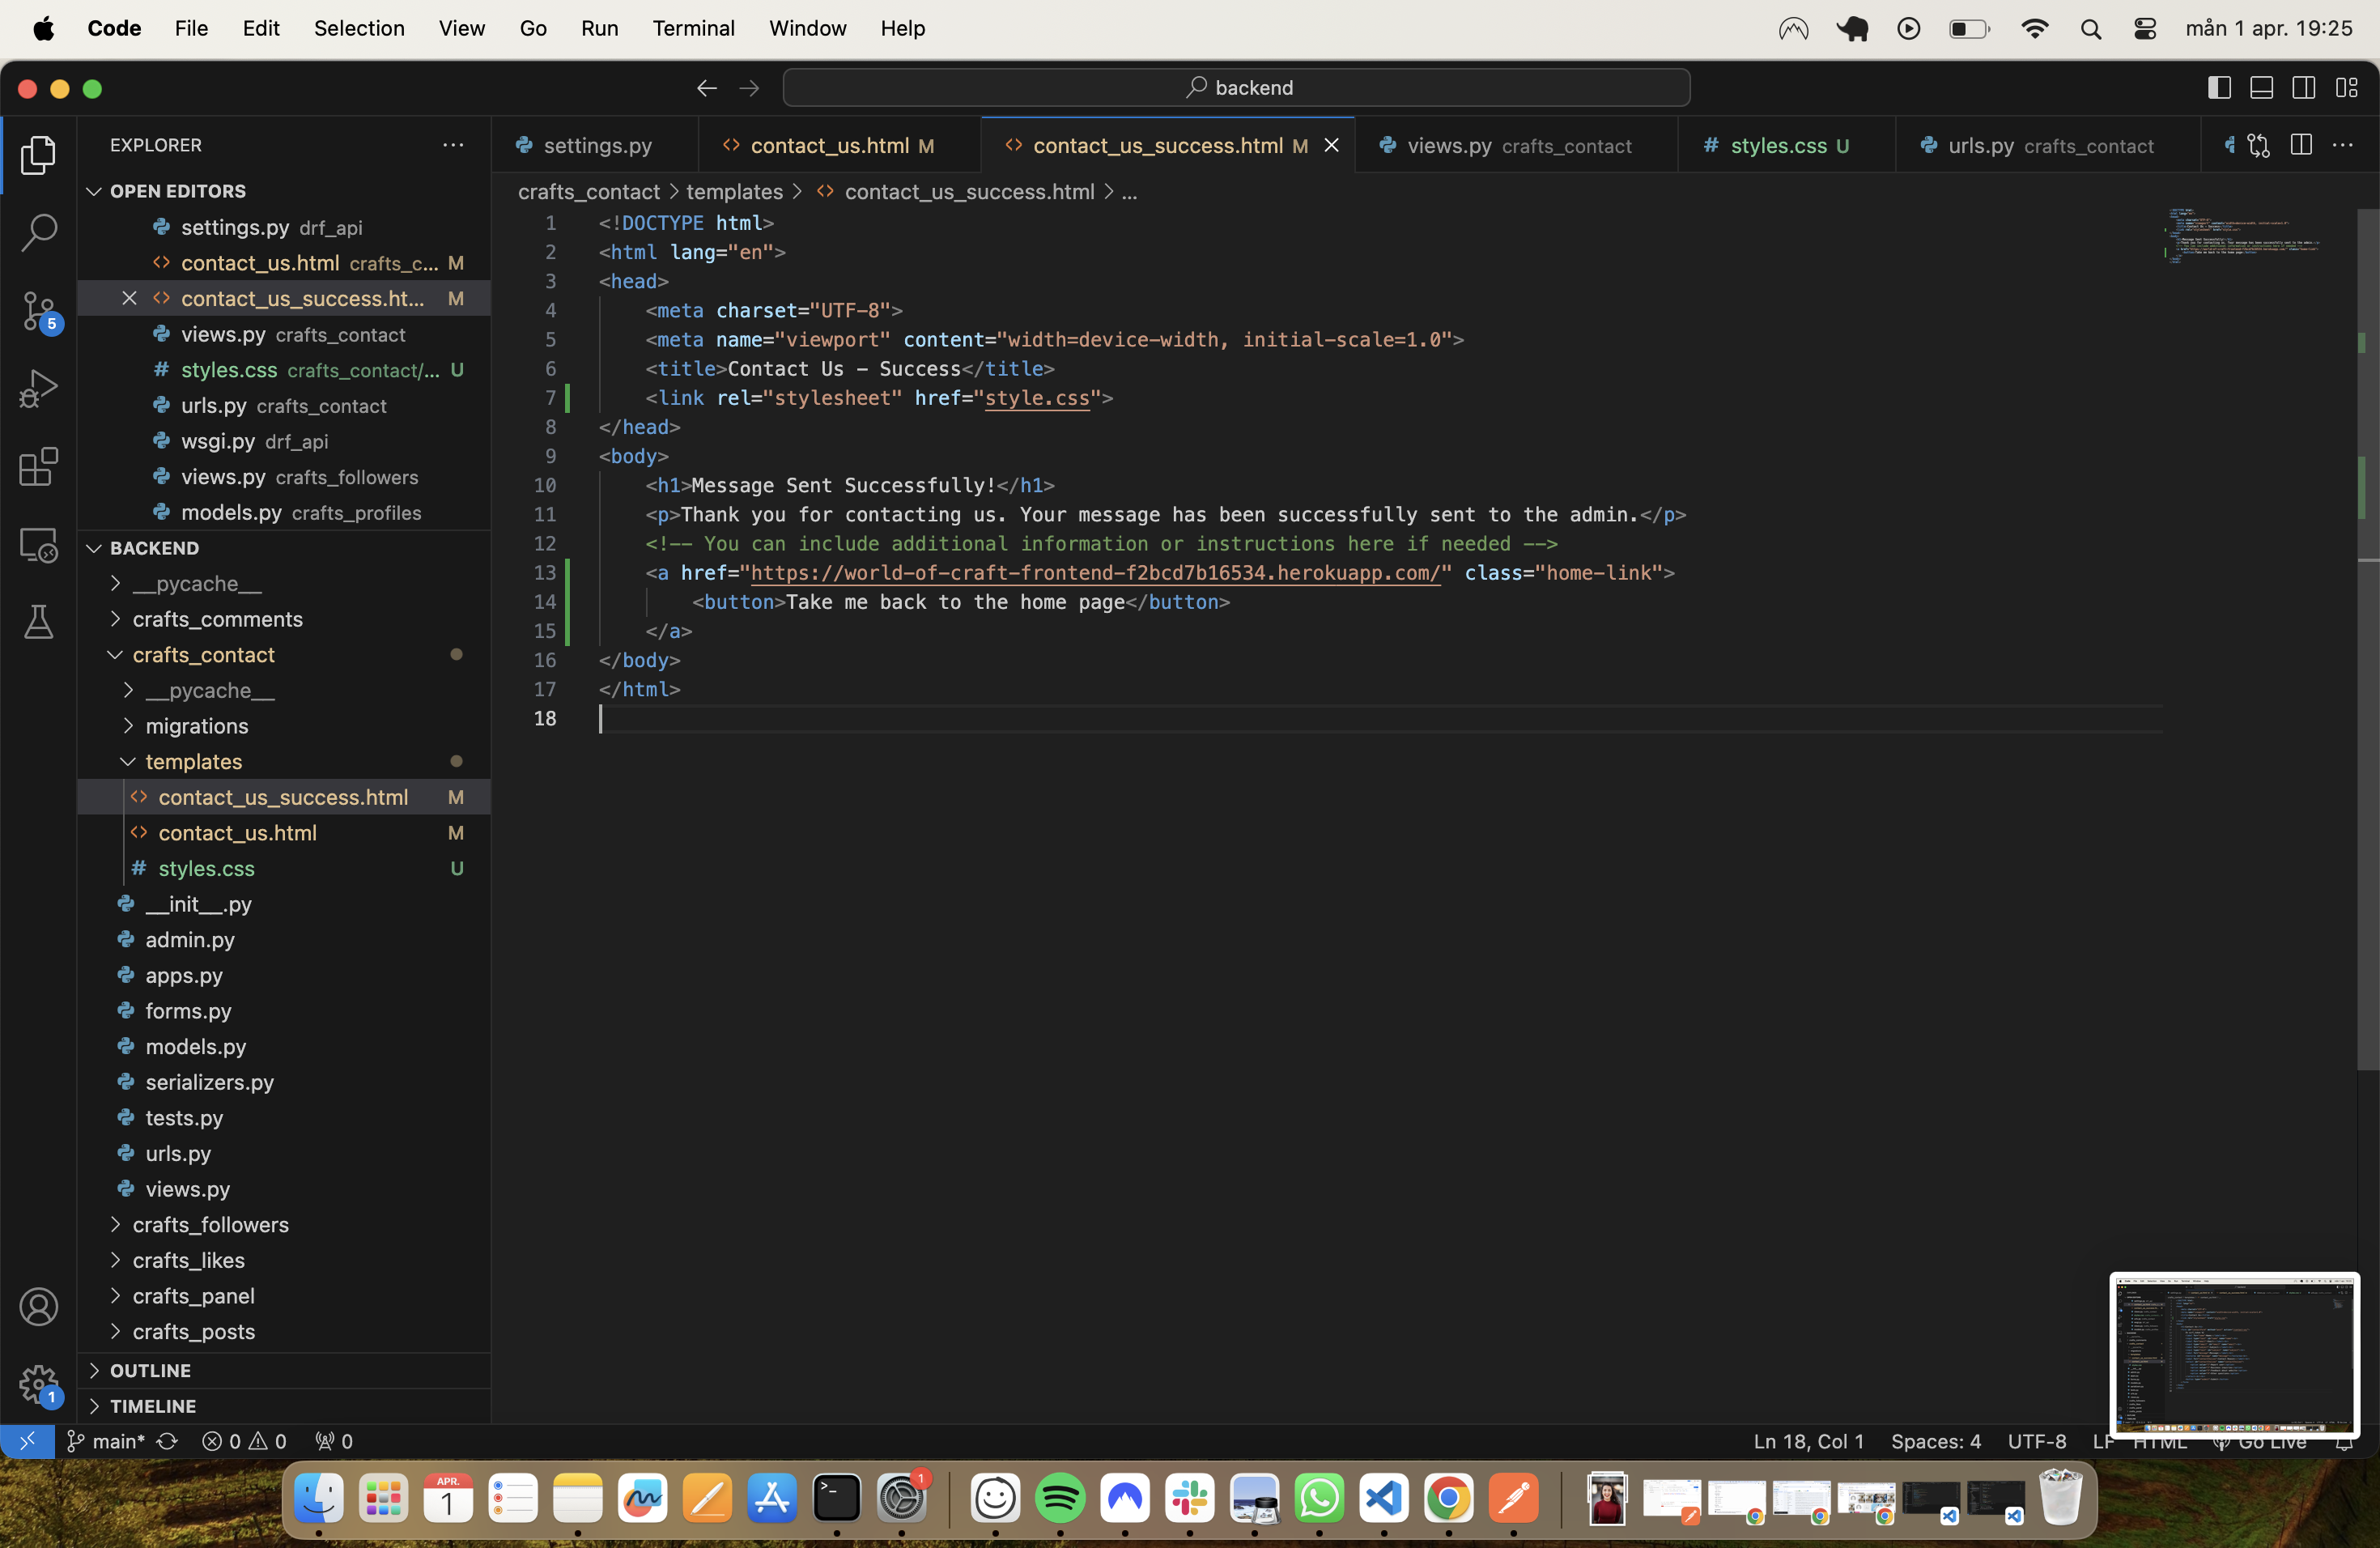 Code File Edit Selection View Go Run Terminal Window Help mån 1 apr. 19:25
backend
EXPLORER
OPEN EDITORS
settings.py drf_api
contact_us.html crafts_c... M
contact_us_success.ht... M
views.py crafts_contact
# styles.css crafts_contact/... U
urls.py crafts_contact
wsgi.py drf_api
views.py crafts_followers
models.py crafts_profiles
BACKEND
__pycache__
crafts_comments
crafts_contact
__pycache__
migrations
templates
contact_us_success.html M
contact_us.html M
# styles.css U
__init__.py
admin.py
apps.py
forms.py
models.py
serializers.py
tests.py
urls.py
views.py
crafts_followers
crafts_likes
crafts_panel
crafts_posts
OUTLINE
TIMELINE
5
1
settings.py contact_us.html M contact_us_success.html M views.py crafts_contact # styles.css U urls.py crafts_contact
crafts_contact > templates > contact_us_success.html > ...
1 <!DOCTYPE html>
2 <html lang="en">
3 <head>
4 <meta charset="UTF-8">
5 <meta name="viewport" content="width=device-width, initial-scale=1.0">
6 <title>Contact Us - Success</title>
7 <link rel="stylesheet" href="style.css">
8 </head>
9 <body>
10 <h1>Message Sent Successfully!</h1>
11 <p>Thank you for contacting us. Your message has been successfully sent to the admin.</p>
12 <!-- You can include additional information or instructions here if needed -->
13 <a href="https://world-of-craft-frontend-f2bcd7b16534.herokuapp.com/" class="home-link">
14 <button>Take me back to the home page</button>
15 </a>
16 </body>
17 </html>
18
main* 0 0 0 Ln 18, Col 1 Spaces: 4 UTF-8 LF HTML Go Live
APR.
1
1